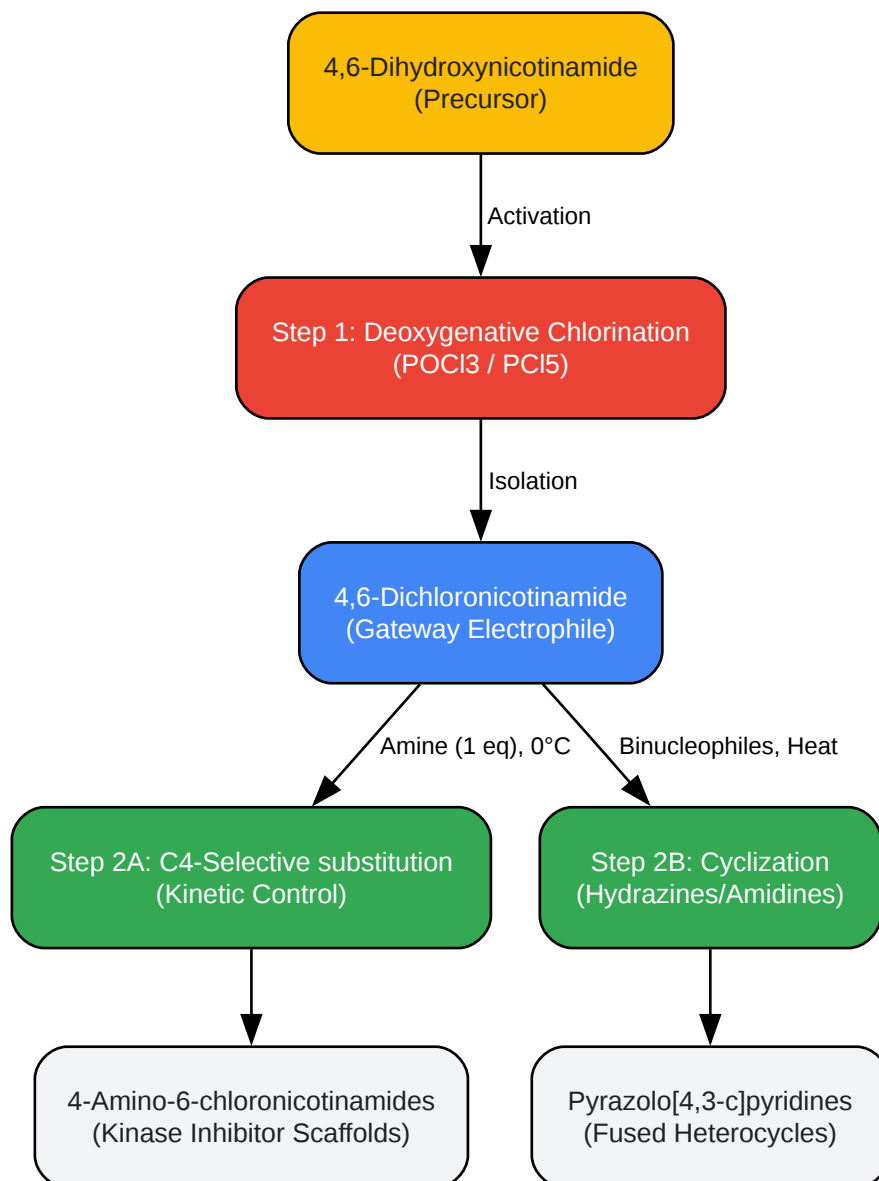 4,6-Dihydroxynicotinamide
(Precursor)
Activation
Step 1: Deoxygenative Chlorination
(POCl3 / PCl5)
Isolation
4,6-Dichloronicotinamide
(Gateway Electrophile)
Amine (1 eq), 0°C
Binucleophiles, Heat
Step 2A: C4-Selective substitution
(Kinetic Control)
Step 2B: Cyclization
(Hydrazines/Amidines)
4-Amino-6-chloronicotinamides
(Kinase Inhibitor Scaffolds)
Pyrazolo[4,3-c]pyridines
(Fused Heterocycles)